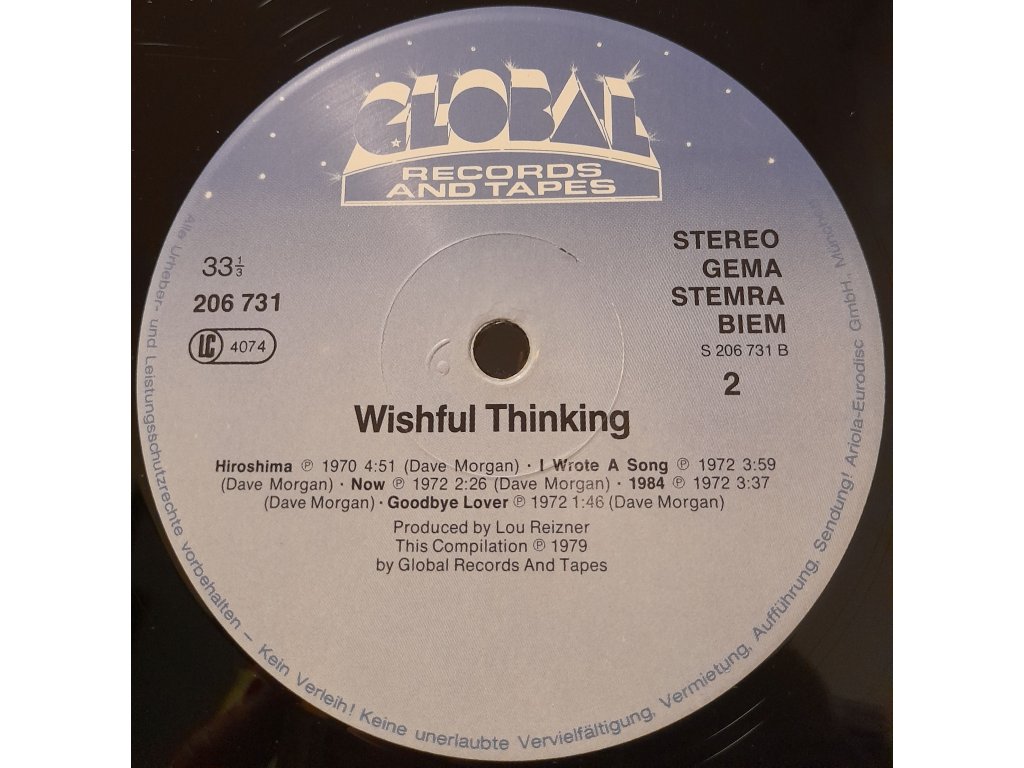 GLOBAL
RECORDS
AND TAPES
33⅓
206 731
LC 4074
STEREO
GEMA
STEMRA
BIEM
S 206 731 B
2
Wishful Thinking
Hiroshima ℗ 1970 4:51 (Dave Morgan) · I Wrote A Song ℗ 1972 3:59
(Dave Morgan) · Now ℗ 1972 2:26 (Dave Morgan) · 1984 ℗ 1972 3:37
(Dave Morgan) · Goodbye Lover ℗ 1972 1:46 (Dave Morgan)
Produced by Lou Reizner
This Compilation ℗ 1979
by Global Records And Tapes
Alle Urheber- und Leistungsschutzrechte vorbehalten – Kein Verleih! Keine unerlaubte Vervielfältigung, Vermietung, Aufführung, Sendung! Ariola-Eurodisc GmbH., München